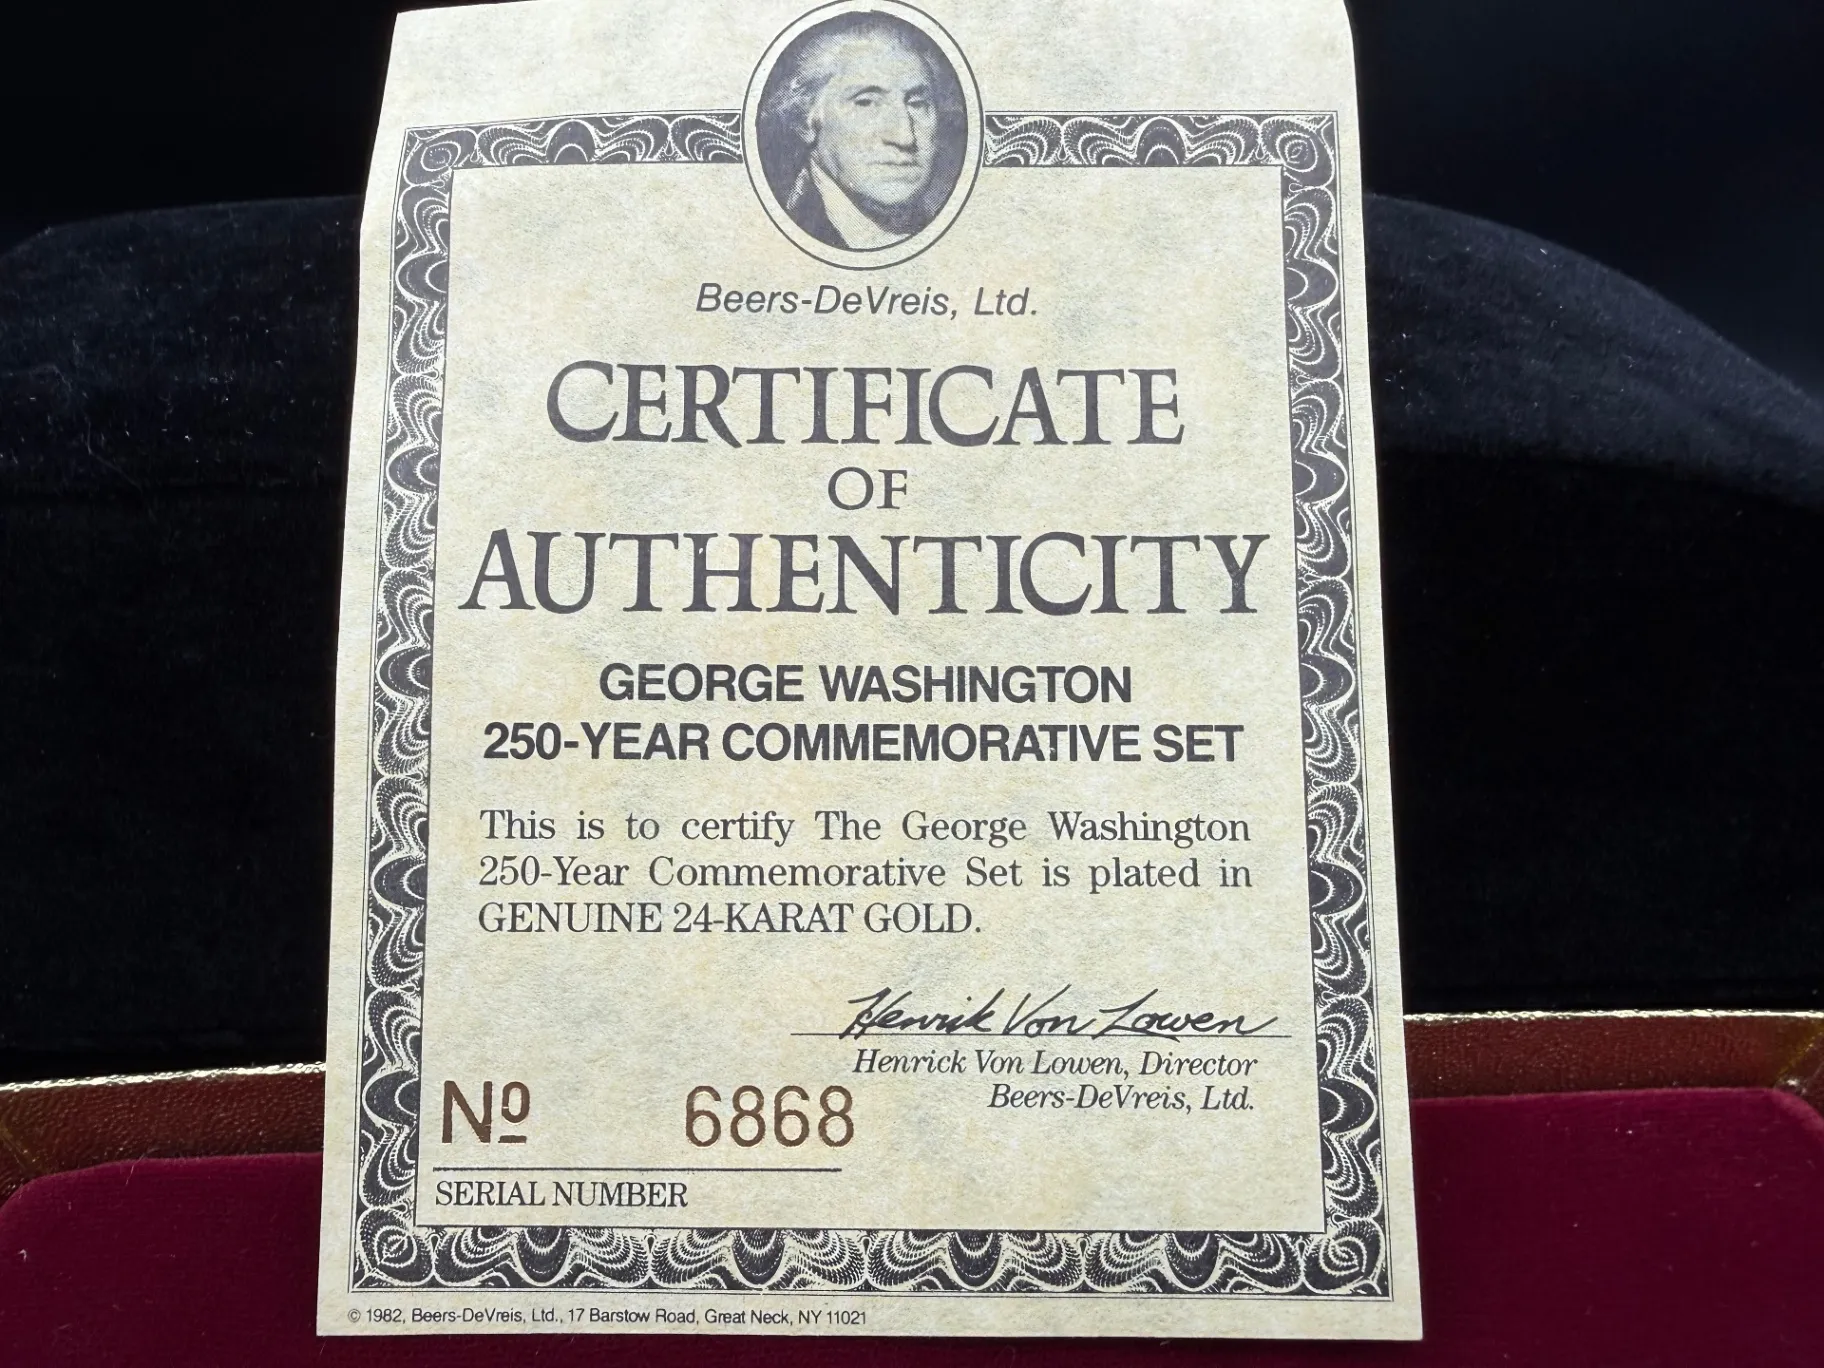 Beers-DeVreis, Ltd.
CERTIFICATE
OF
AUTHENTICITY
GEORGE WASHINGTON
250-YEAR COMMEMORATIVE SET
This is to certify The George Washington
250-Year Commemorative Set is plated in
GENUINE 24-KARAT GOLD.
Henrik Von Lowen
Henrick Von Lowen, Director
Beers-DeVreis, Ltd.
Nº 6868
SERIAL NUMBER
© 1982, Beers-DeVreis, Ltd., 17 Barstow Road, Great Neck, NY 11021